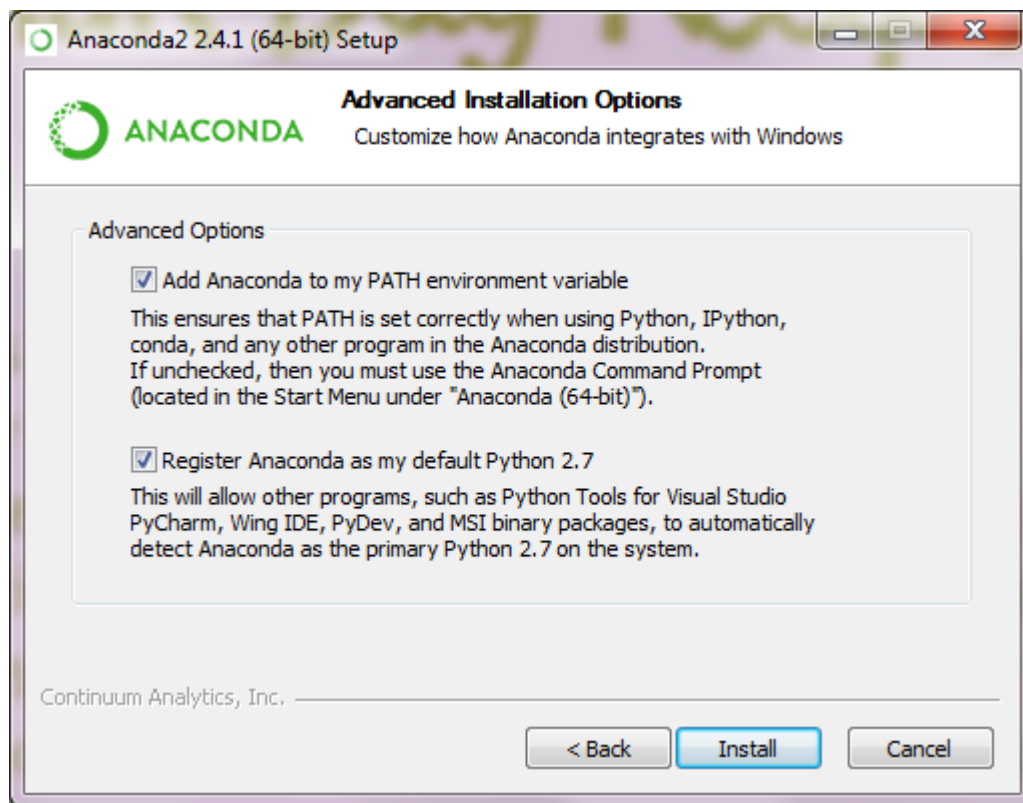 Anaconda2 2.4.1 (64-bit) Setup
ANACONDA
Advanced Installation Options
Customize how Anaconda integrates with Windows
Advanced Options
Add Anaconda to my PATH environment variable
This ensures that PATH is set correctly when using Python, IPython,
conda, and any other program in the Anaconda distribution.
If unchecked, then you must use the Anaconda Command Prompt
(located in the Start Menu under "Anaconda (64-bit)").
Register Anaconda as my default Python 2.7
This will allow other programs, such as Python Tools for Visual Studio
PyCharm, Wing IDE, PyDev, and MSI binary packages, to automatically
detect Anaconda as the primary Python 2.7 on the system.
Continuum Analytics, Inc.
< Back
Install
Cancel